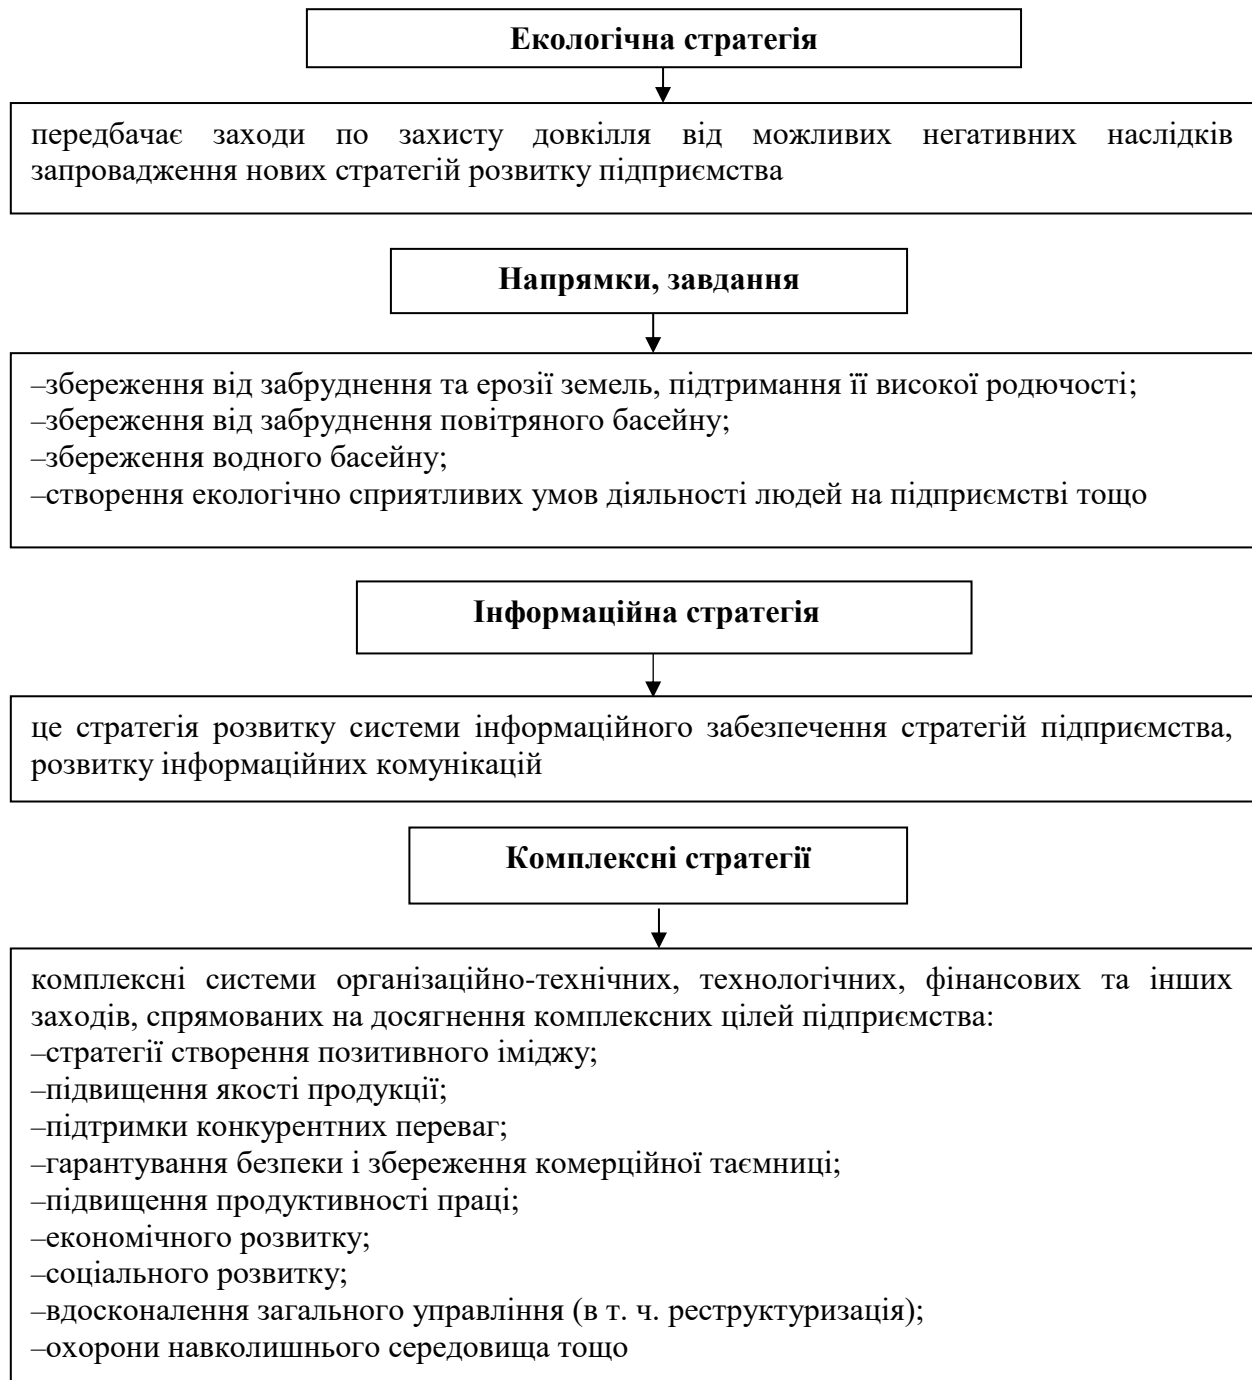 Екологічна стратегія
передбачає заходи по захисту довкілля від можливих негативних наслідків
запровадження нових стратегій розвитку підприємства
Напрямки, завдання
–збереження від забруднення та ерозії земель, підтримання її високої родючості;
–збереження від забруднення повітряного басейну;
–збереження водного басейну;
–створення екологічно сприятливих умов діяльності людей на підприємстві тощо
Інформаційна стратегія
це стратегія розвитку системи інформаційного забезпечення стратегій підприємства,
розвитку інформаційних комунікацій
Комплексні стратегії
комплексні системи організаційно-технічних, технологічних, фінансових та інших
заходів, спрямованих на досягнення комплексних цілей підприємства:
–стратегії створення позитивного іміджу;
–підвищення якості продукції;
–підтримки конкурентних переваг;
–гарантування безпеки і збереження комерційної таємниці;
–підвищення продуктивності праці;
–економічного розвитку;
–соціального розвитку;
–вдосконалення загального управління (в т. ч. реструктуризація);
–охорони навколишнього середовища тощо